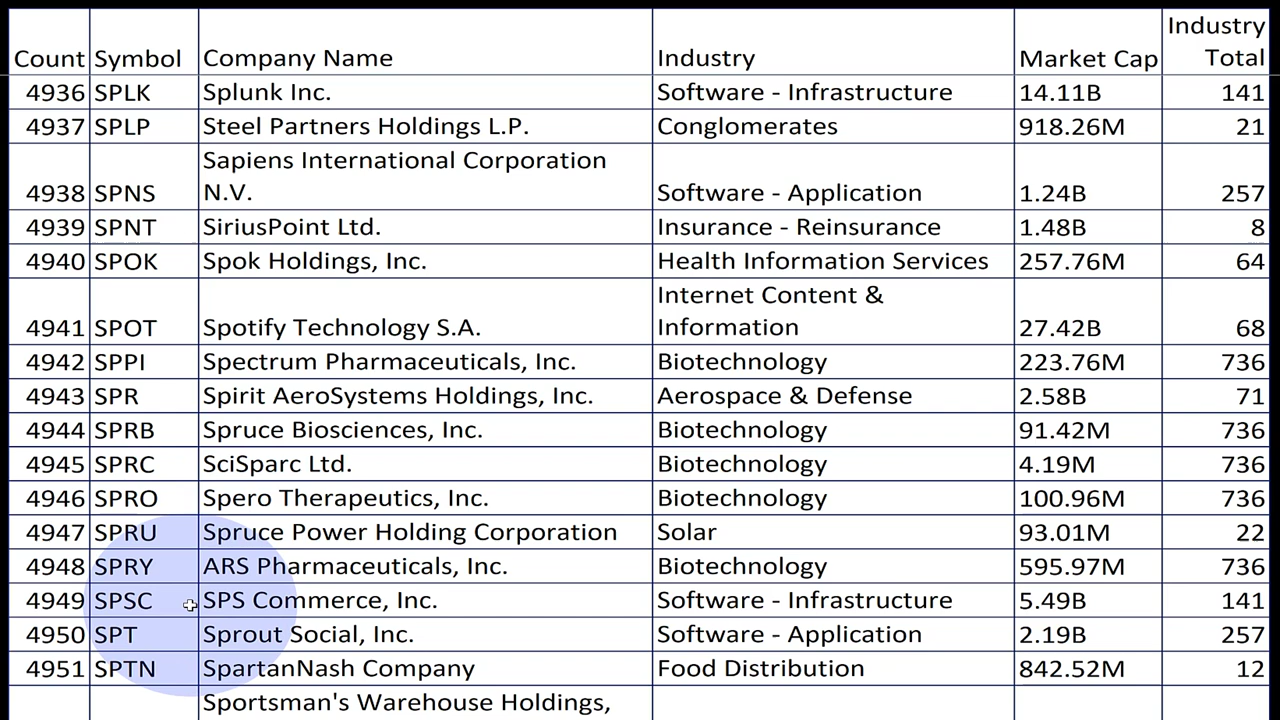 Count Symbol Company Name Industry Market Cap Industry Total
4936 SPLK Splunk Inc. Software - Infrastructure 14.11B 141
4937 SPLP Steel Partners Holdings L.P. Conglomerates 918.26M 21
Sapiens International Corporation
4938 SPNS N.V. Software - Application 1.24B 257
4939 SPNT SiriusPoint Ltd. Insurance - Reinsurance 1.48B 8
4940 SPOK Spok Holdings, Inc. Health Information Services 257.76M 64
Internet Content &
4941 SPOT Spotify Technology S.A. Information 27.42B 68
4942 SPPI Spectrum Pharmaceuticals, Inc. Biotechnology 223.76M 736
4943 SPR Spirit AeroSystems Holdings, Inc. Aerospace & Defense 2.58B 71
4944 SPRB Spruce Biosciences, Inc. Biotechnology 91.42M 736
4945 SPRC SciSparc Ltd. Biotechnology 4.19M 736
4946 SPRO Spero Therapeutics, Inc. Biotechnology 100.96M 736
4947 SPRU Spruce Power Holding Corporation Solar 93.01M 22
4948 SPRY ARS Pharmaceuticals, Inc. Biotechnology 595.97M 736
4949 SPSC SPS Commerce, Inc. Software - Infrastructure 5.49B 141
4950 SPT Sprout Social, Inc. Software - Application 2.19B 257
4951 SPTN SpartanNash Company Food Distribution 842.52M 12
Sportsman's Warehouse Holdings,